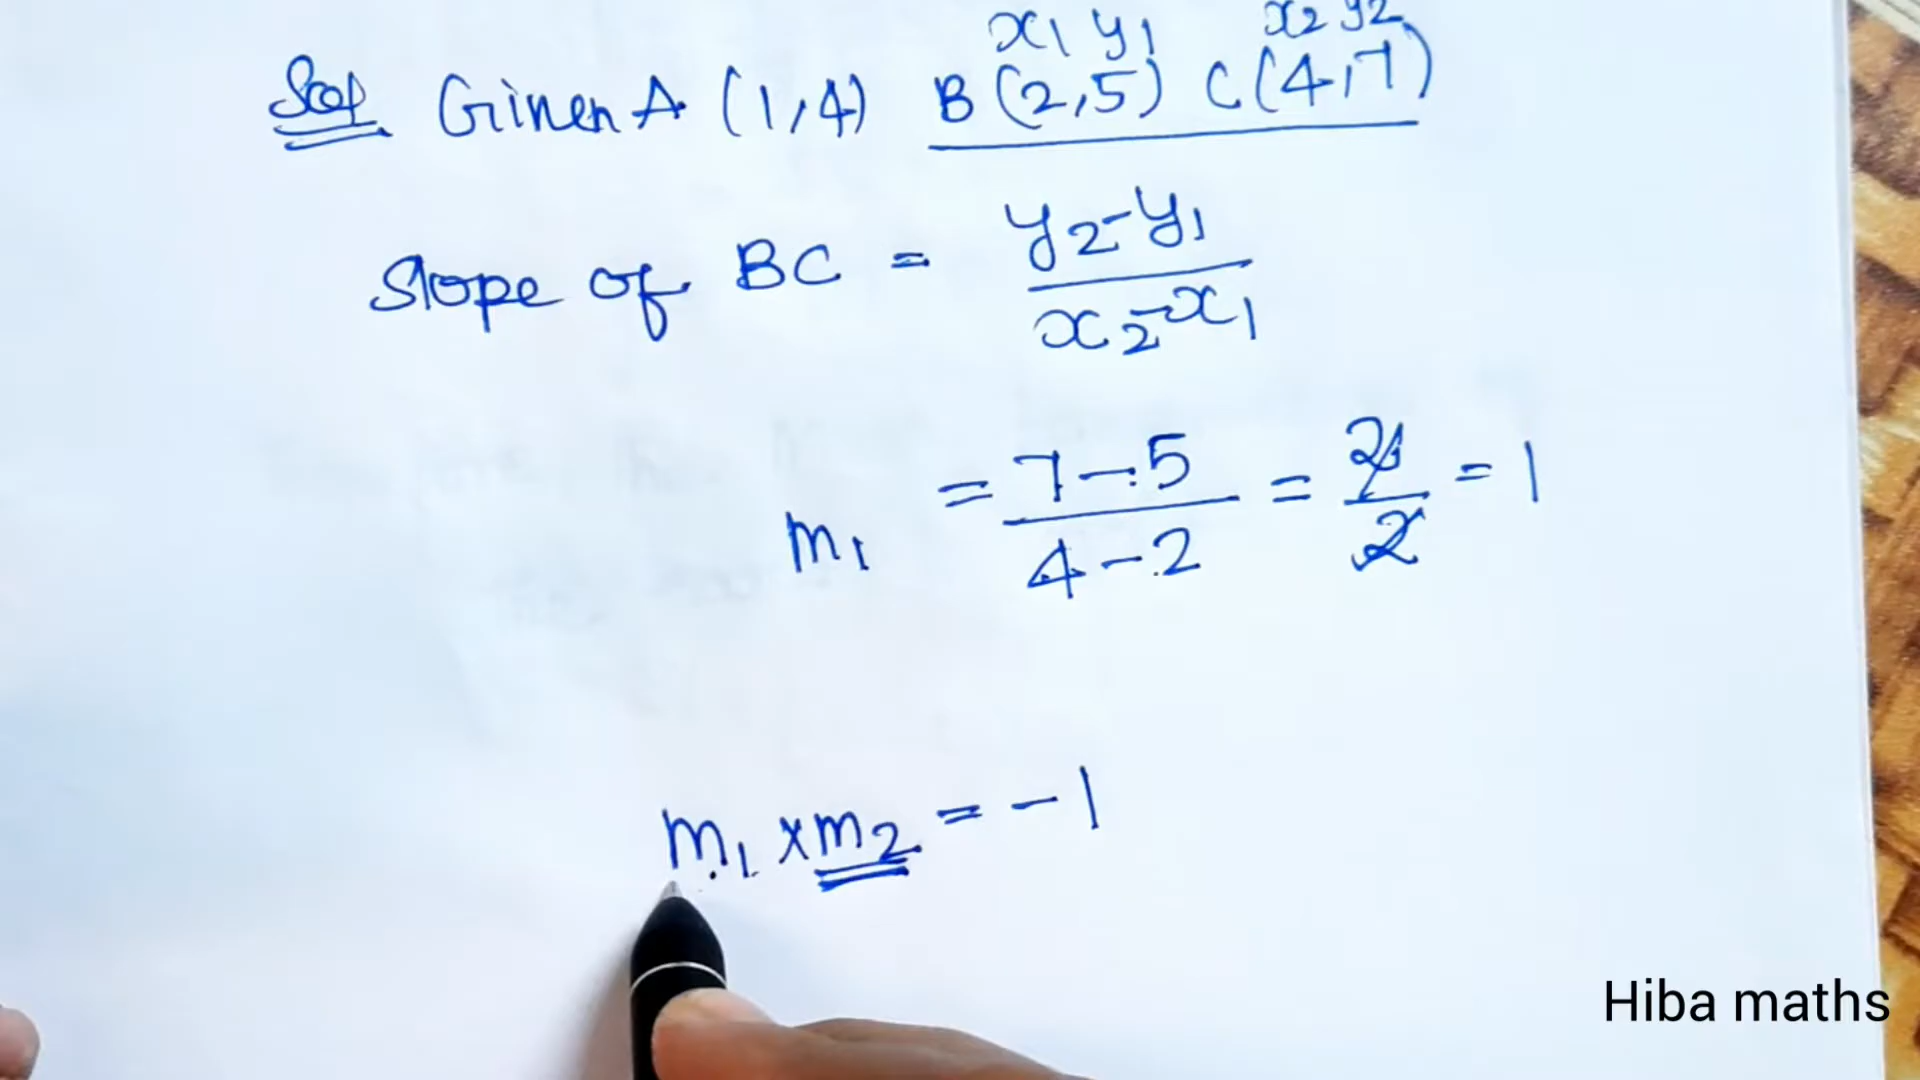 x1 y1 x2 y2
Sol Given A (1,4) B (2,5) C (4,7)
Slope of BC = y2-y1 / x2-x1
m1 = 7-5 / 4-2 = 2 / 2 = 1
m1 x m2 = -1
Hiba maths